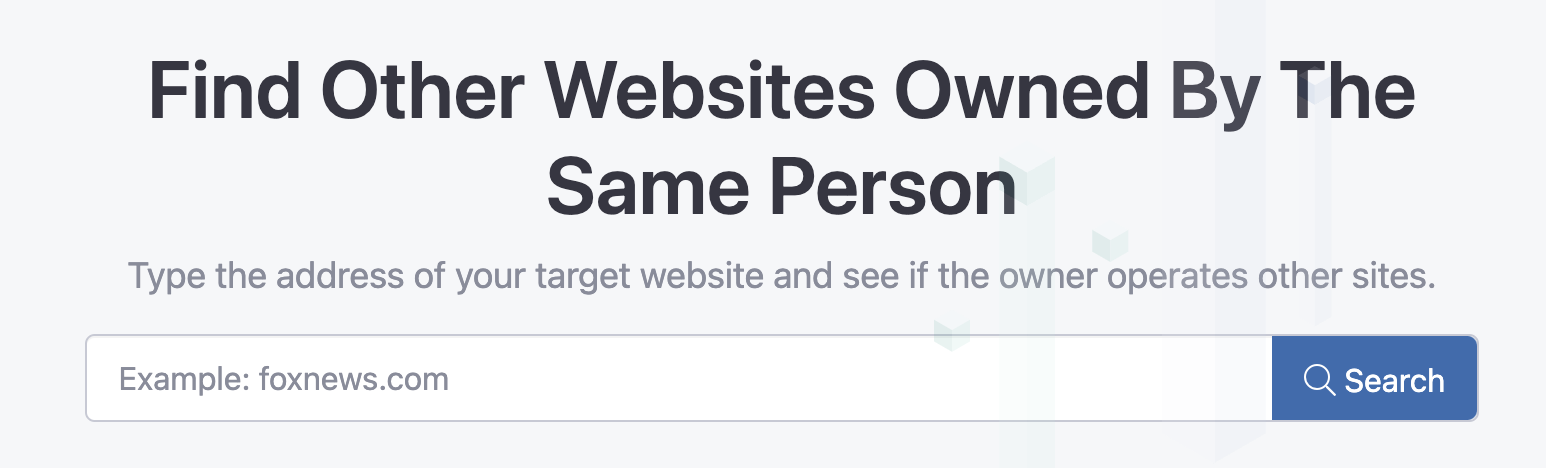 Find Other Websites Owned By The
Same Person
Type the address of your target website and see if the owner operates other sites.
Example: foxnews.com
Search